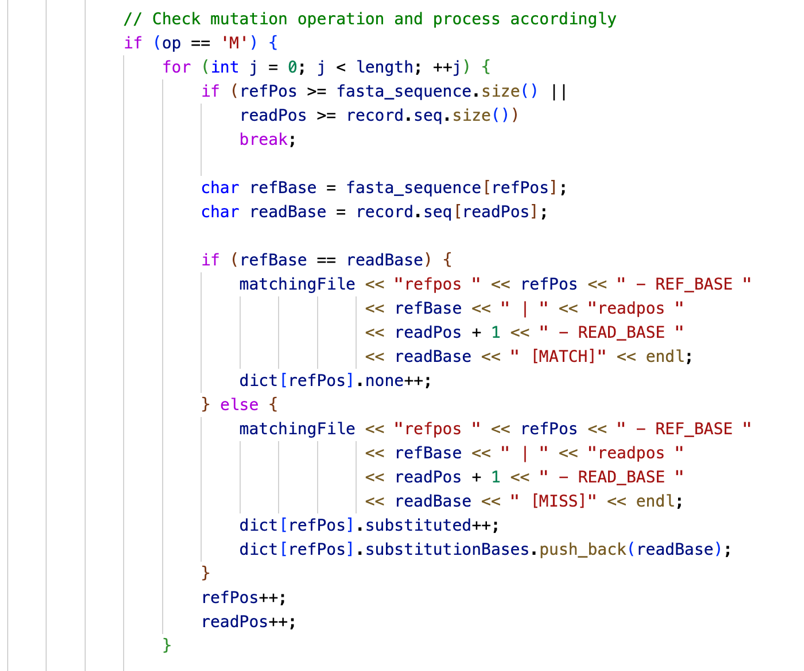 // Check mutation operation and process accordingly
if (op == 'M') {
for (int j = 0; j < length; ++j) {
if (refPos >= fasta_sequence.size() ||
readPos >= record.seq.size())
break;
char refBase = fasta_sequence[refPos];
char readBase = record.seq[readPos];
if (refBase == readBase) {
matchingFile << "refpos " << refPos << " – REF_BASE "
<< refBase << " | " << "readpos "
<< readPos + 1 << " – READ_BASE "
<< readBase << " [MATCH]" << endl;
dict[refPos].none++;
} else {
matchingFile << "refpos " << refPos << " – REF_BASE "
<< refBase << " | " << "readpos "
<< readPos + 1 << " – READ_BASE "
<< readBase << " [MISS]" << endl;
dict[refPos].substituted++;
dict[refPos].substitutionBases.push_back(readBase);
}
refPos++;
readPos++;
}